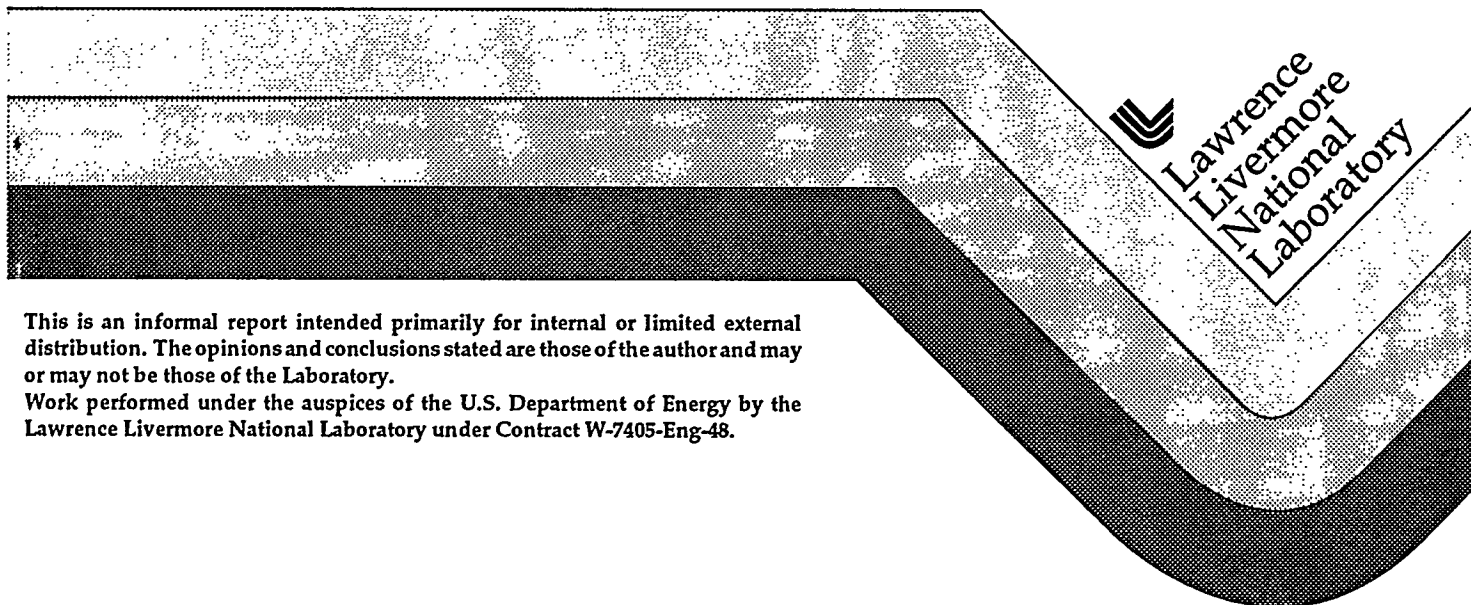 Lawrence
Livermore
National
Laboratory
This is an informal report intended primarily for internal or limited external
distribution. The opinions and conclusions stated are those of the author and may
or may not be those of the Laboratory.
Work performed under the auspices of the U.S. Department of Energy by the
Lawrence Livermore National Laboratory under Contract W-7405-Eng-48.